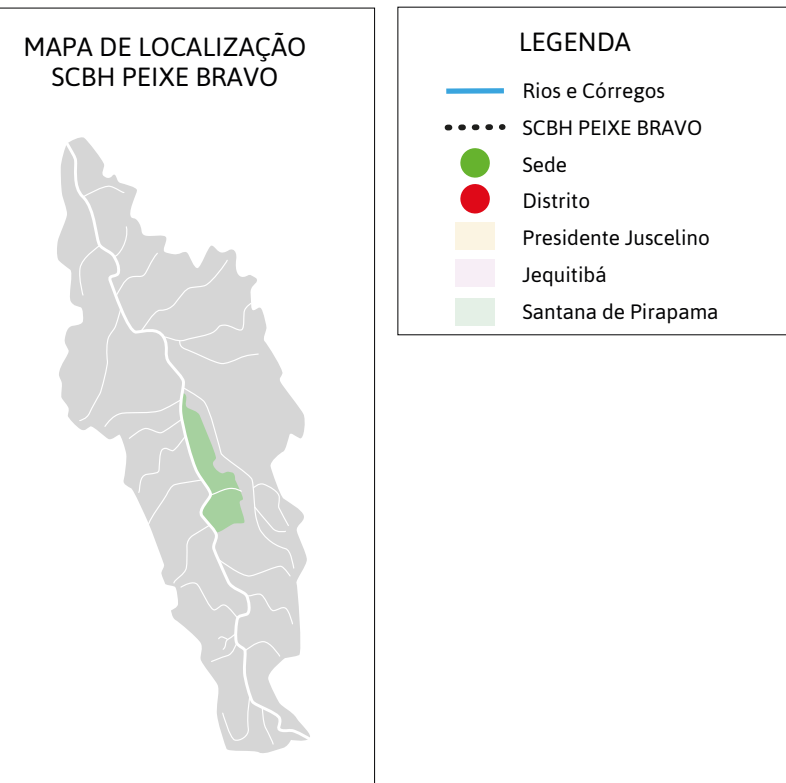 MAPA DE LOCALIZAÇÃO
SCBH PEIXE BRAVO
LEGENDA
Rios e Córregos
SCBH PEIXE BRAVO
Sede
Distrito
Presidente Juscelino
Jequitibá
Santana de Pirapama